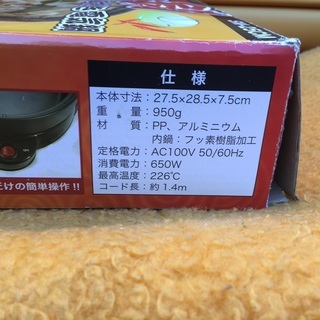 仕様
本体寸法：27.5×28.5×7.5cm
重　量：950g
材　質：PP、アルミニウム
内鍋：フッ素樹脂加工
定格電力：AC100V 50/60Hz
消費電力：650W
最高温度：226℃
コード長：約1.4m
だけの簡単操作!!